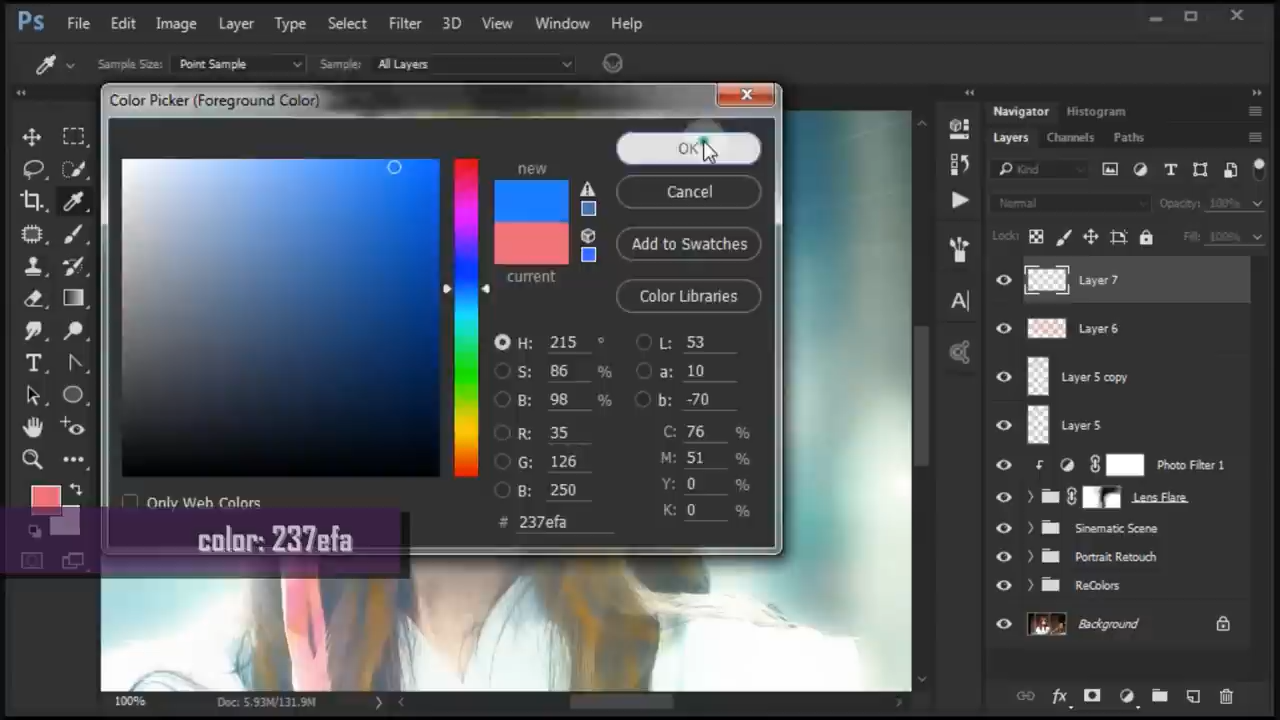 Ps File Edit Image Layer Type Select Filter 3D View Window Help
Sample Size: Point Sample Sample: All Layers
Color Picker (Foreground Color)
new
current
OK
Cancel
Add to Swatches
Color Libraries
H: 215 °
S: 86 %
B: 98 %
R: 35
G: 126
B: 250
# 237efa
L: 53
a: 10
b: -70
C: 76 %
M: 51 %
Y: 0 %
K: 0 %
Only Web Colors
color: 237efa
100% Doc: 5.93M/131.9M
Navigator Histogram
Layers Channels Paths
Kind
Normal Opacity: 100%
Lock: Fill: 100%
Layer 7
Layer 6
Layer 5 copy
Layer 5
Photo Filter 1
Lens Flare
Sinematic Scene
Portrait Retouch
ReColors
Background